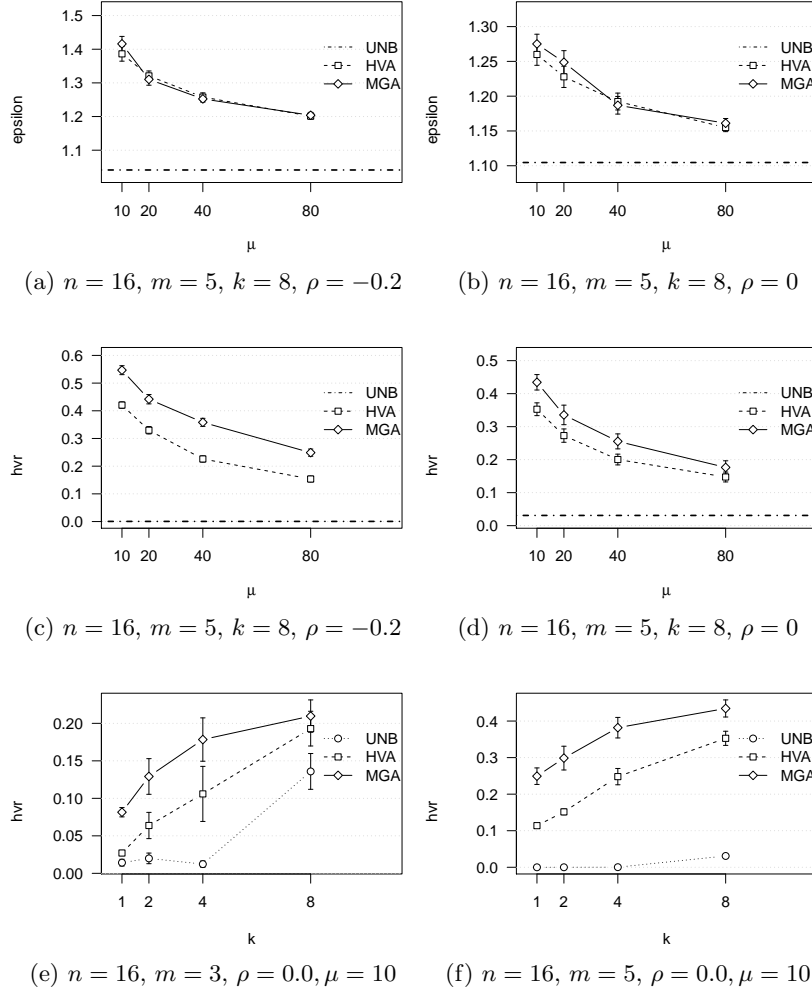 1.5
1.4
1.3
1.2
1.1
epsilon
10 20 40 80
μ
UNB
HVA
MGA
(a) n = 16, m = 5, k = 8, ρ = −0.2
1.30
1.25
1.20
1.15
1.10
epsilon
10 20 40 80
μ
UNB
HVA
MGA
(b) n = 16, m = 5, k = 8, ρ = 0
0.6
0.5
0.4
0.3
0.2
0.1
0.0
hvr
10 20 40 80
μ
UNB
HVA
MGA
(c) n = 16, m = 5, k = 8, ρ = −0.2
0.5
0.4
0.3
0.2
0.1
0.0
hvr
10 20 40 80
μ
UNB
HVA
MGA
(d) n = 16, m = 5, k = 8, ρ = 0
0.20
0.15
0.10
0.05
0.00
hvr
1 2 4 8
k
UNB
HVA
MGA
(e) n = 16, m = 3, ρ = 0.0, μ = 10
0.4
0.3
0.2
0.1
0.0
hvr
1 2 4 8
k
UNB
HVA
MGA
(f) n = 16, m = 5, ρ = 0.0, μ = 10